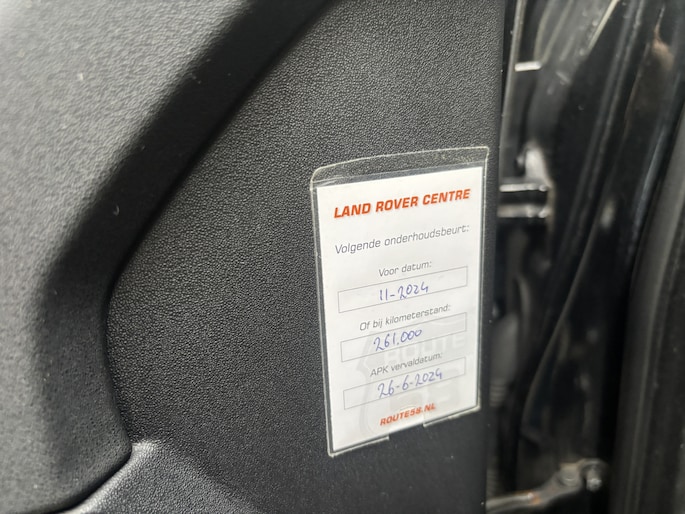 LAND ROVER CENTRE
Volgende onderhoudsbeurt:
Voor datum:
11-2024
Of bij kilometerstand:
261.000
ROUTE
APK vervaldatum:
26-6-2024
ROUTE58.NL